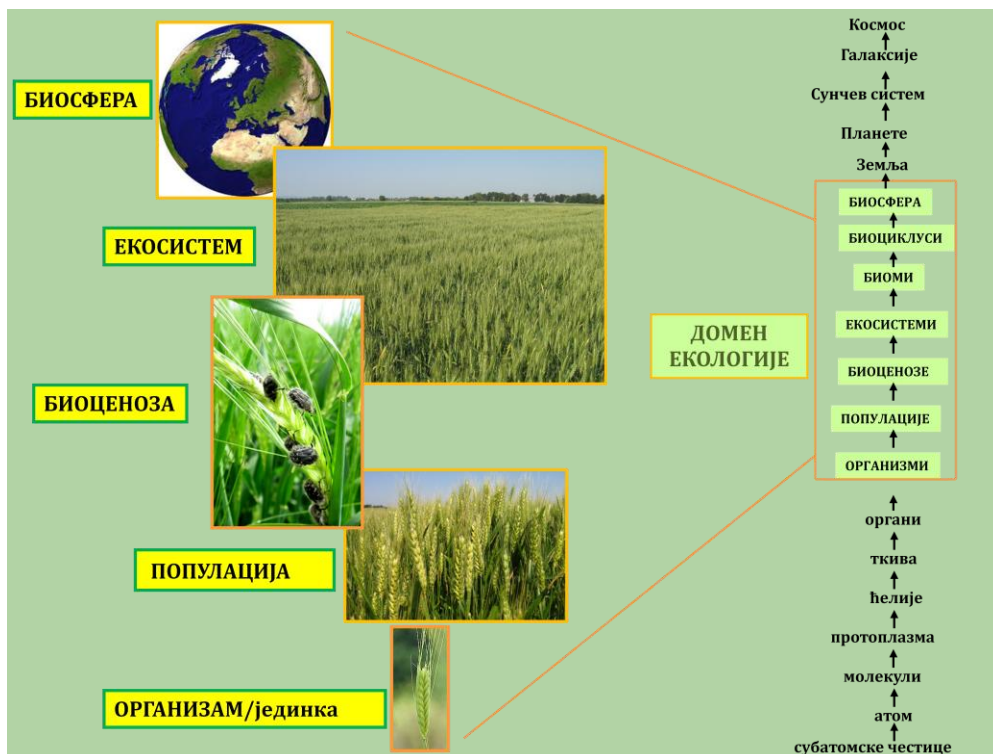 БИОСФЕРА
ЕКОСИСТЕМ
БИОЦЕНОЗА
ПОПУЛАЦИЈА
ОРГАНИЗАМ/јединка
ДОМЕН
ЕКОЛОГИЈЕ
Космос
Галаксије
Сунчев систем
Планете
Земља
БИОСФЕРА
БИОЦИКЛУСИ
БИОМИ
ЕКОСИСТЕМИ
БИОЦЕНОЗЕ
ПОПУЛАЦИЈЕ
ОРГАНИЗМИ
органи
ткива
ћелије
протоплазма
молекули
атом
субатомске честице